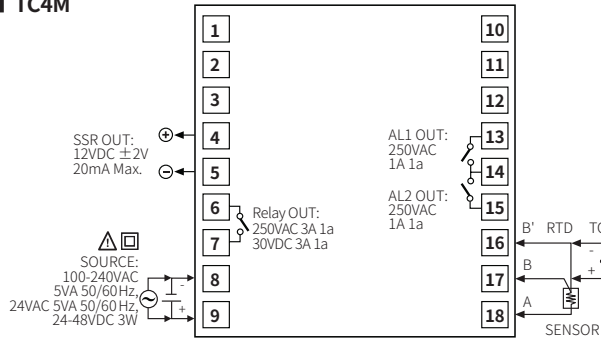 TC4M
1
2
3
4
5
6
7
8
9
10
11
12
13
14
15
16
17
18
+
SSR OUT:
12VDC ±2V
20mA Max.
-
Relay OUT:
250VAC 3A 1a
30VDC 3A 1a
SOURCE:
100-240VAC
5VA 50/60Hz,
24VAC 5VA 50/60Hz,
24-48VDC 3W
-
+
AL1 OUT:
250VAC
1A 1a
AL2 OUT:
250VAC
1A 1a
B' RTD
-
B
+
A
SENSOR